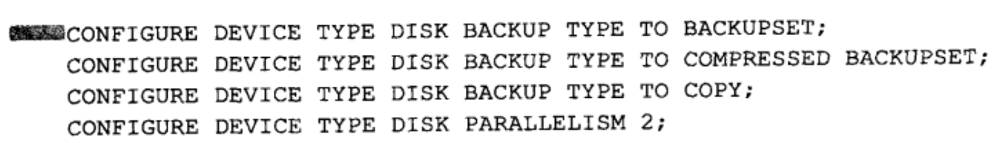 CONFIGURE DEVICE TYPE DISK BACKUP TYPE TO BACKUPSET;
CONFIGURE DEVICE TYPE DISK BACKUP TYPE TO COMPRESSED BACKUPSET;
CONFIGURE DEVICE TYPE DISK BACKUP TYPE TO COPY;
CONFIGURE DEVICE TYPE DISK PARALLELISM 2;